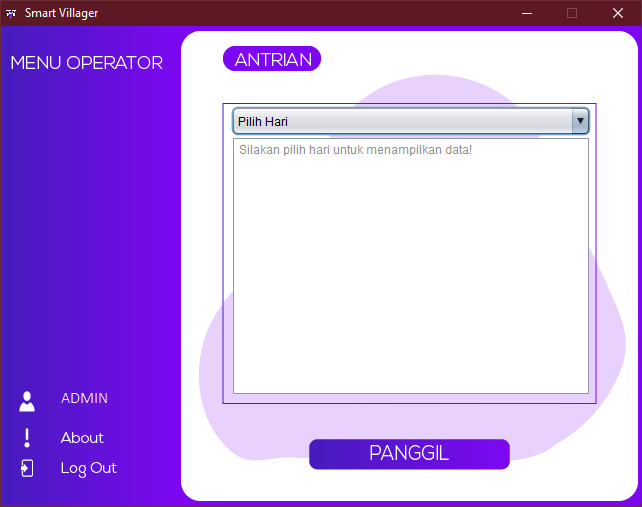 Smart Villager
MENU OPERATOR
ANTRIAN
Pilih Hari
Silakan pilih hari untuk menampilkan data!
ADMIN
About
Log Out
PANGGIL